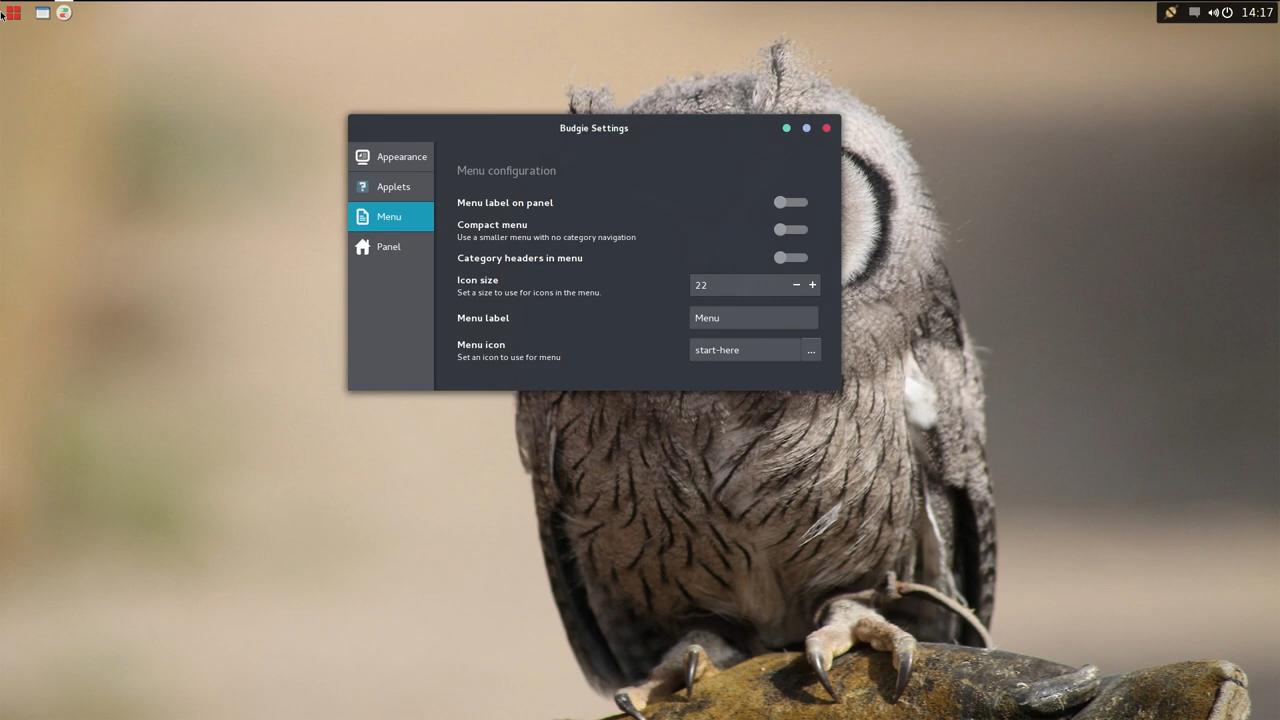 14:17
Budgie Settings
Appearance
Applets
Menu
Panel
Menu configuration
Menu label on panel
Compact menu
Use a smaller menu with no category navigation
Category headers in menu
Icon size
22
− +
Set a size to use for icons in the menu.
Menu label
Menu
Menu icon
start-here
...
Set an icon to use for menu